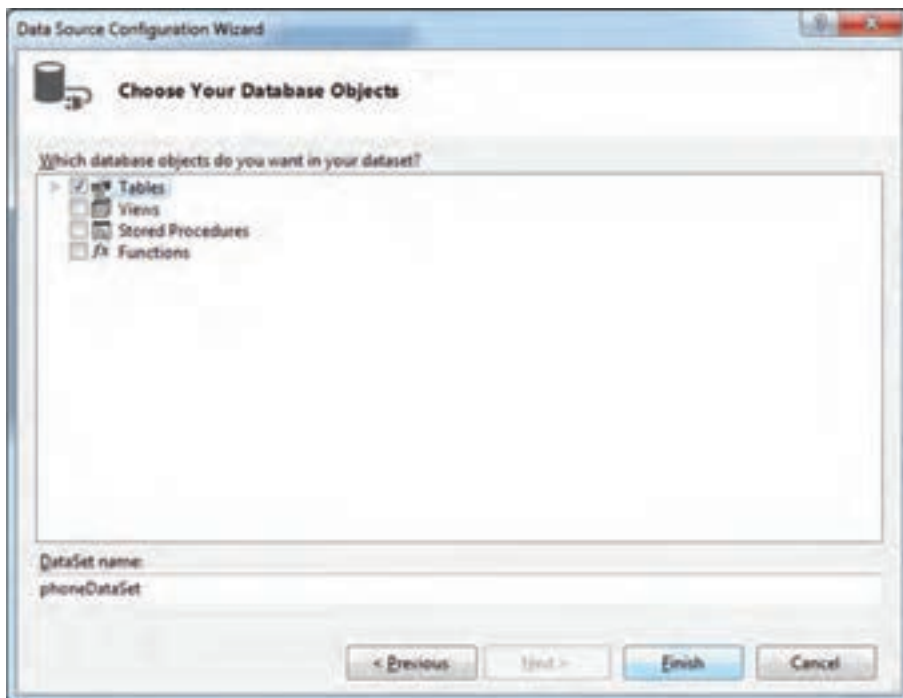 Data Source Configuration Wizard
Choose Your Database Objects
Which database objects do you want in your dataset?
Tables
Views
Stored Procedures
fx Functions
DataSet name:
phoneDataSet
< Previous
Next >
Finish
Cancel